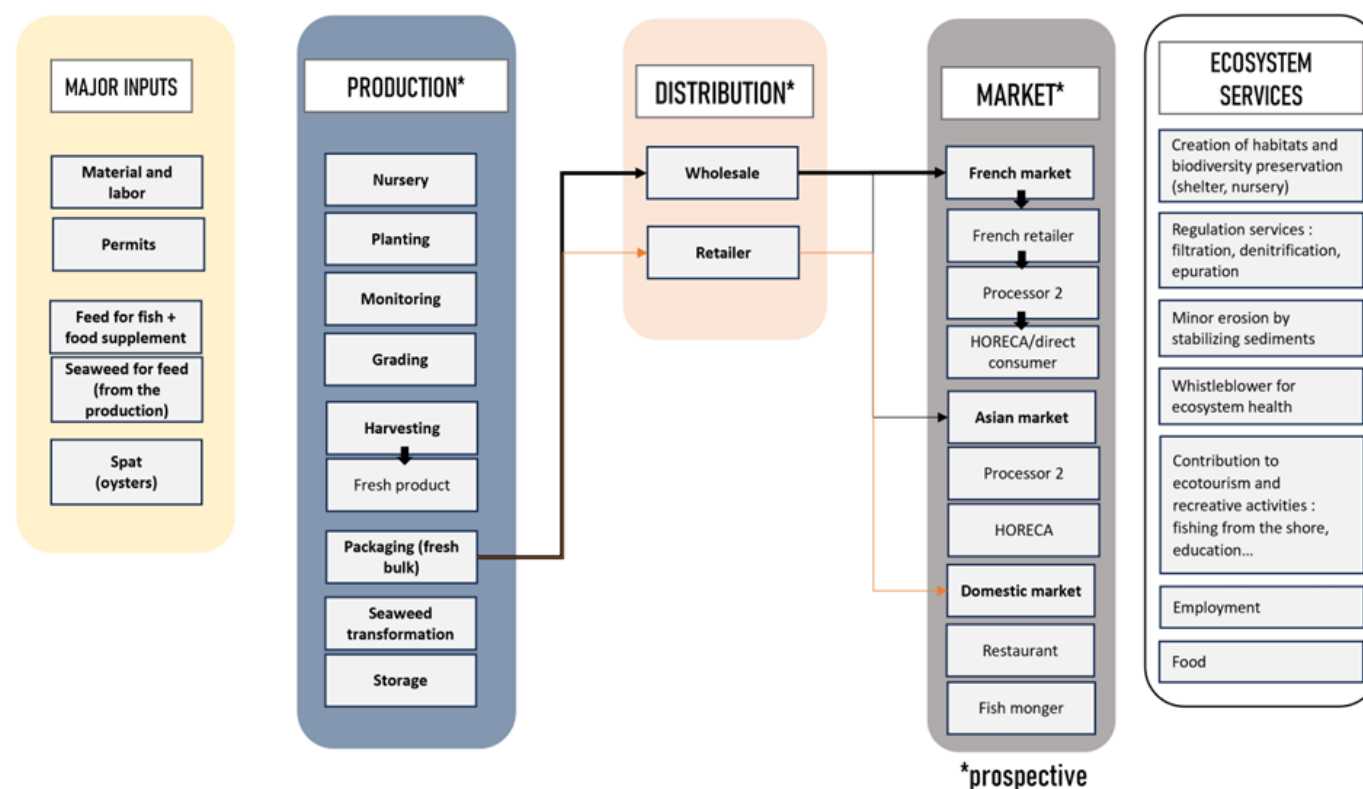 MAJOR INPUTS
Material and
labor
Permits
Feed for fish +
food supplement
Seaweed for feed
(from the
production)
Spat
(oysters)
PRODUCTION*
Nursery
Planting
Monitoring
Grading
Harvesting
Fresh product
Packaging (fresh
bulk)
Seaweed
transformation
Storage
DISTRIBUTION*
Wholesale
Retailer
MARKET*
French market
French retailer
Processor 2
HORECA/direct
consumer
Asian market
Processor 2
HORECA
Domestic market
Restaurant
Fish monger
*prospective
ECOSYSTEM
SERVICES
Creation of habitats and
biodiversity preservation
(shelter, nursery)
Regulation services :
filtration, denitrification,
epuration
Minor erosion by
stabilizing sediments
Whistleblower for
ecosystem health
Contribution to
ecotourism and
recreative activities :
fishing from the shore,
education...
Employment
Food